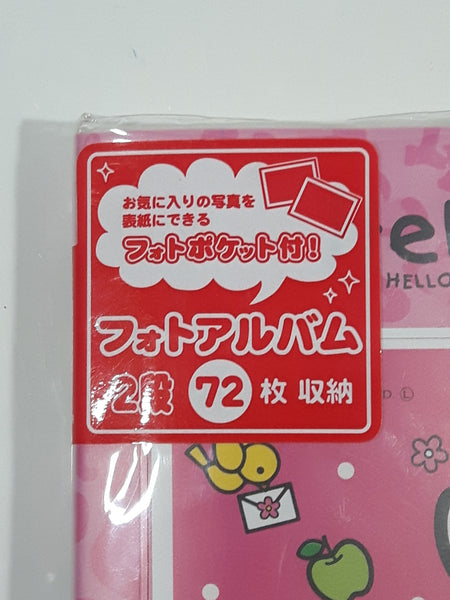 お気に入りの写真を
表紙にできる
フォトポケット付!
フォトアルバム
2段 72 枚 収納
HELLO